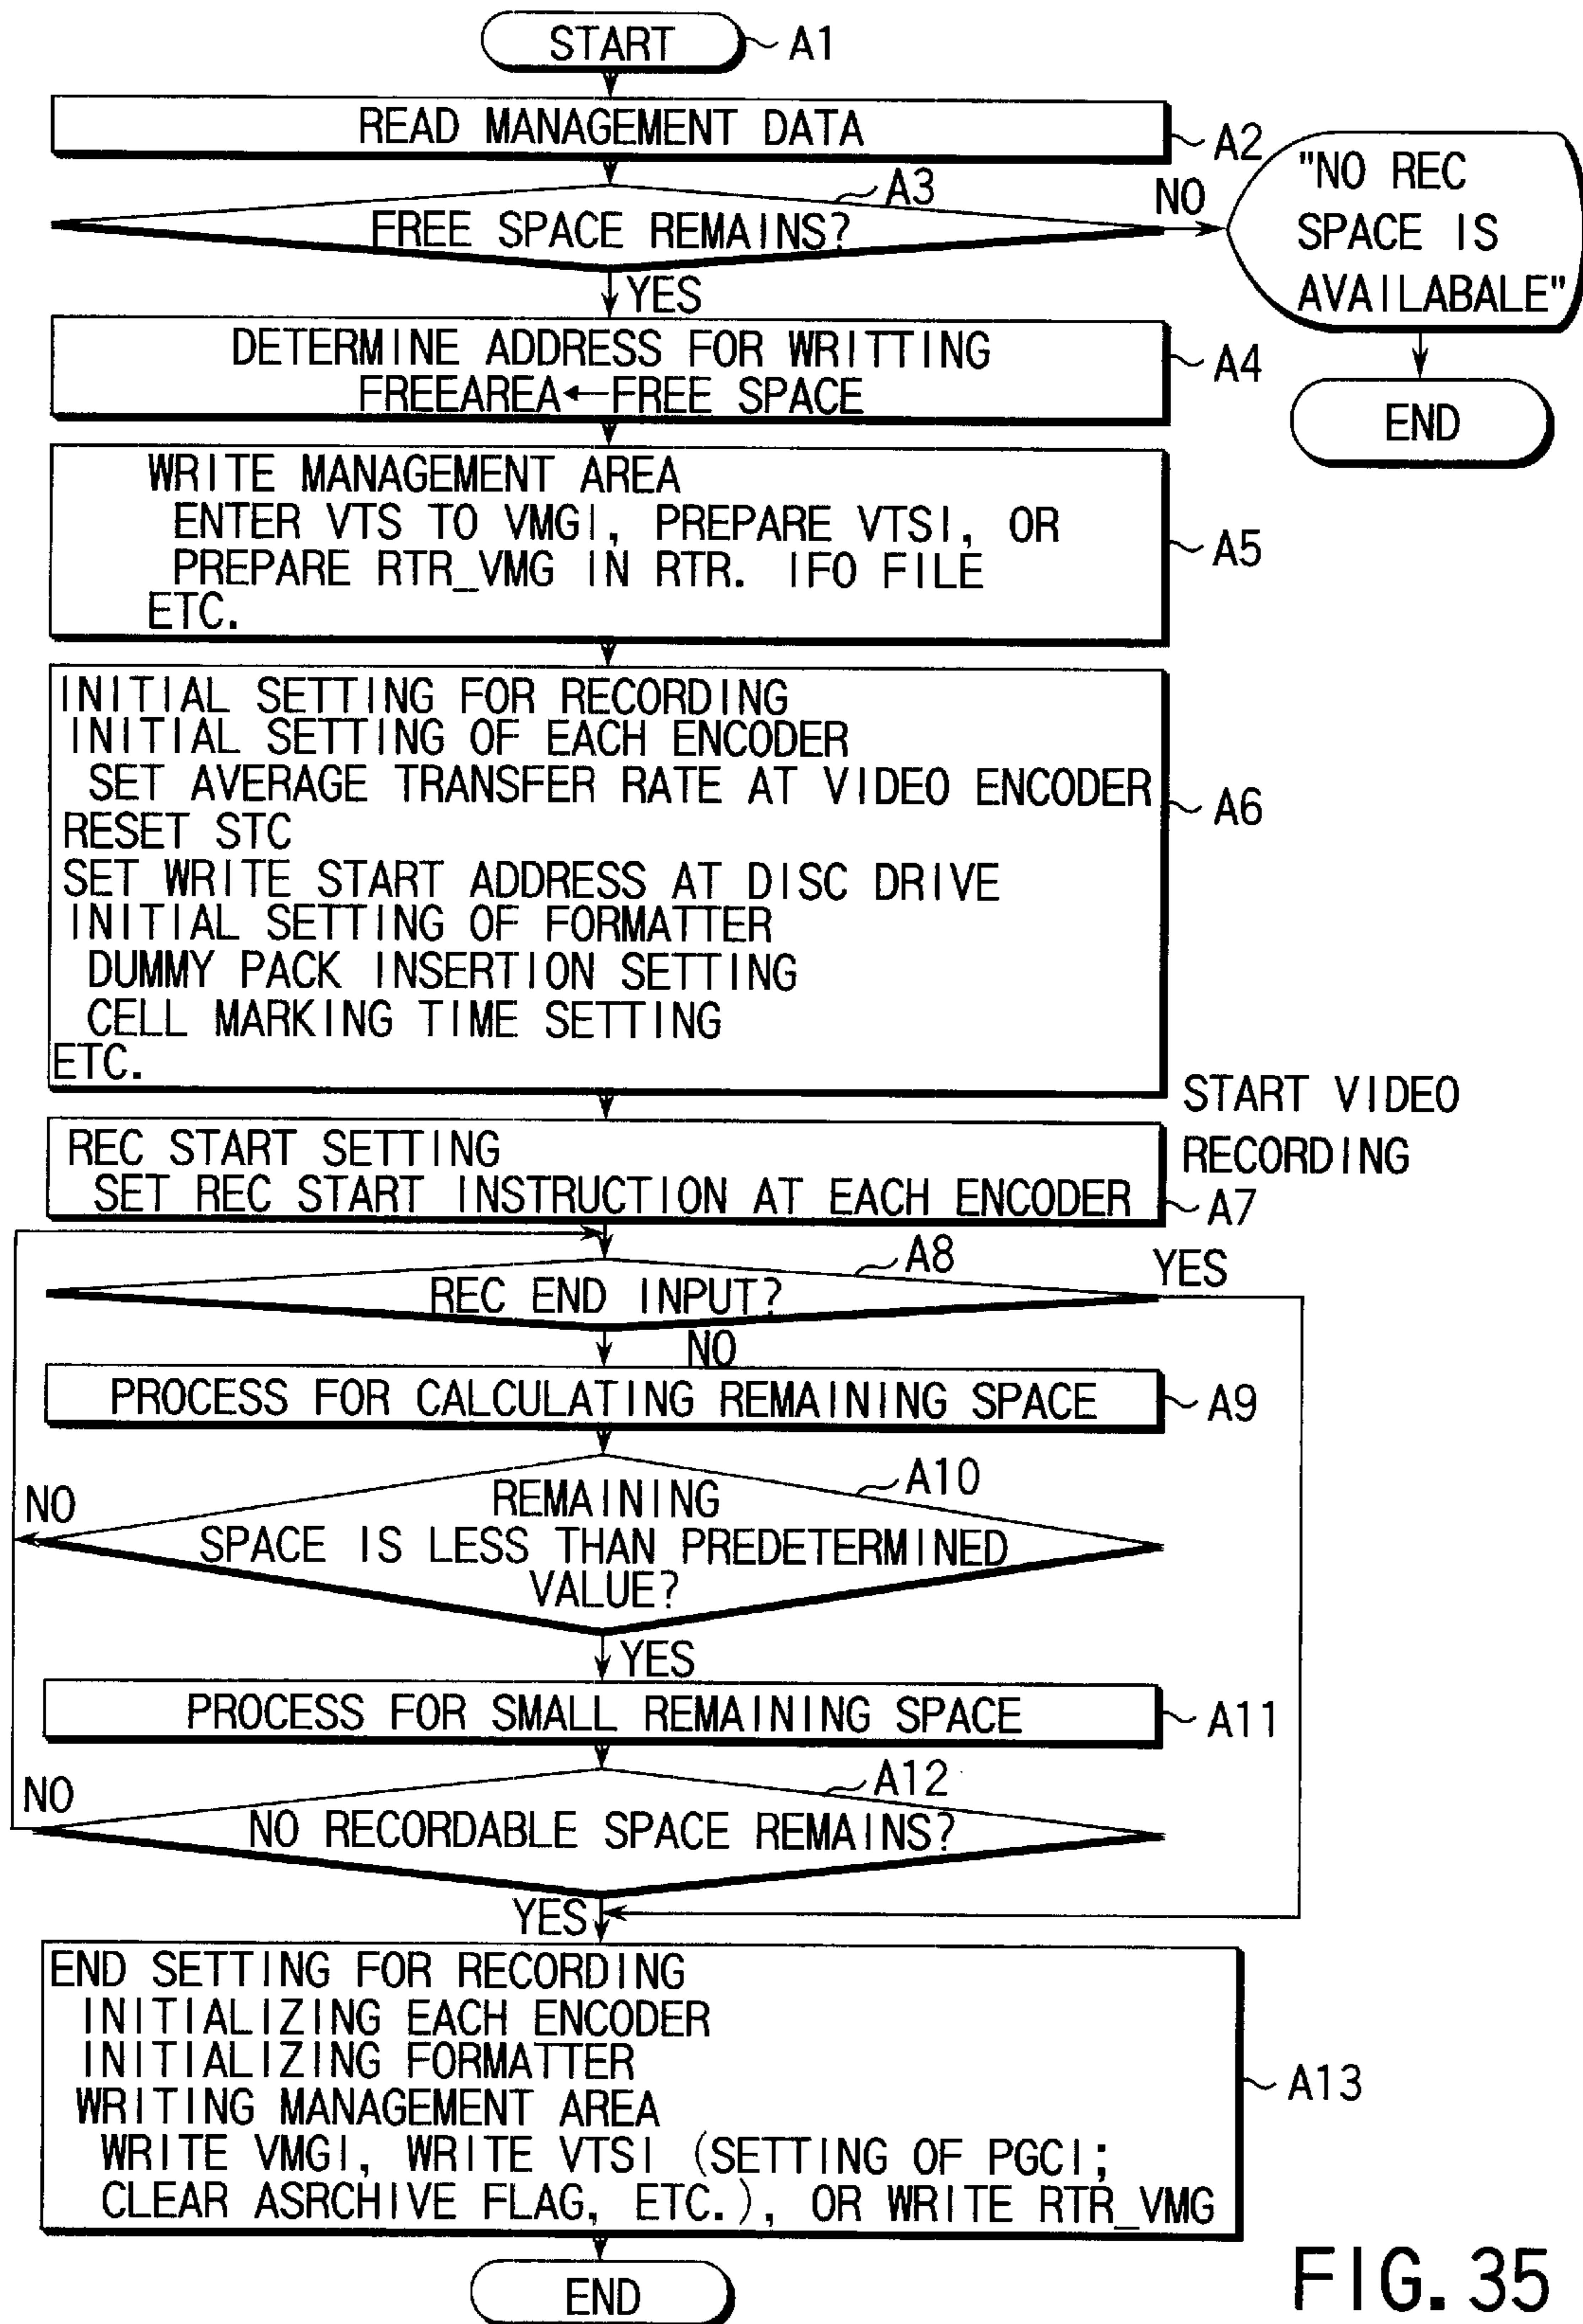 START
A1
READ MANAGEMENT DATA
A2
A3
FREE SPACE REMAINS?
NO
"NO REC
SPACE IS
AVAILABALE"
END
YES
DETERMINE ADDRESS FOR WRITTING
FREEAREA←FREE SPACE
A4
WRITE MANAGEMENT AREA
ENTER VTS TO VMGI, PREPARE VTSI, OR
PREPARE RTR_VMG IN RTR. IFO FILE
ETC.
A5
INITIAL SETTING FOR RECORDING
INITIAL SETTING OF EACH ENCODER
SET AVERAGE TRANSFER RATE AT VIDEO ENCODER
RESET STC
SET WRITE START ADDRESS AT DISC DRIVE
INITIAL SETTING OF FORMATTER
DUMMY PACK INSERTION SETTING
CELL MARKING TIME SETTING
ETC.
A6
START VIDEO
RECORDING
REC START SETTING
SET REC START INSTRUCTION AT EACH ENCODER
A7
A8
REC END INPUT?
YES
NO
PROCESS FOR CALCULATING REMAINING SPACE
A9
A10
REMAINING
SPACE IS LESS THAN PREDETERMINED
VALUE?
NO
YES
PROCESS FOR SMALL REMAINING SPACE
A11
A12
NO RECORDABLE SPACE REMAINS?
NO
YES
END SETTING FOR RECORDING
INITIALIZING EACH ENCODER
INITIALIZING FORMATTER
WRITING MANAGEMENT AREA
WRITE VMGI, WRITE VTSI (SETTING OF PGCI;
CLEAR ASRCHIVE FLAG, ETC.), OR WRITE RTR_VMG
A13
END
FIG. 35